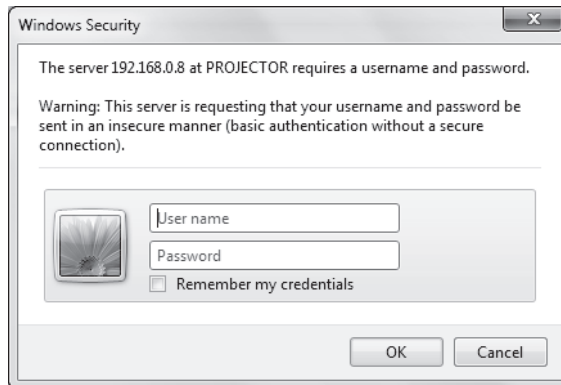 Windows Security
The server 192.168.0.8 at PROJECTOR requires a username and password.
Warning: This server is requesting that your username and password be
sent in an insecure manner (basic authentication without a secure
connection).
User name
Password
Remember my credentials
OK
Cancel